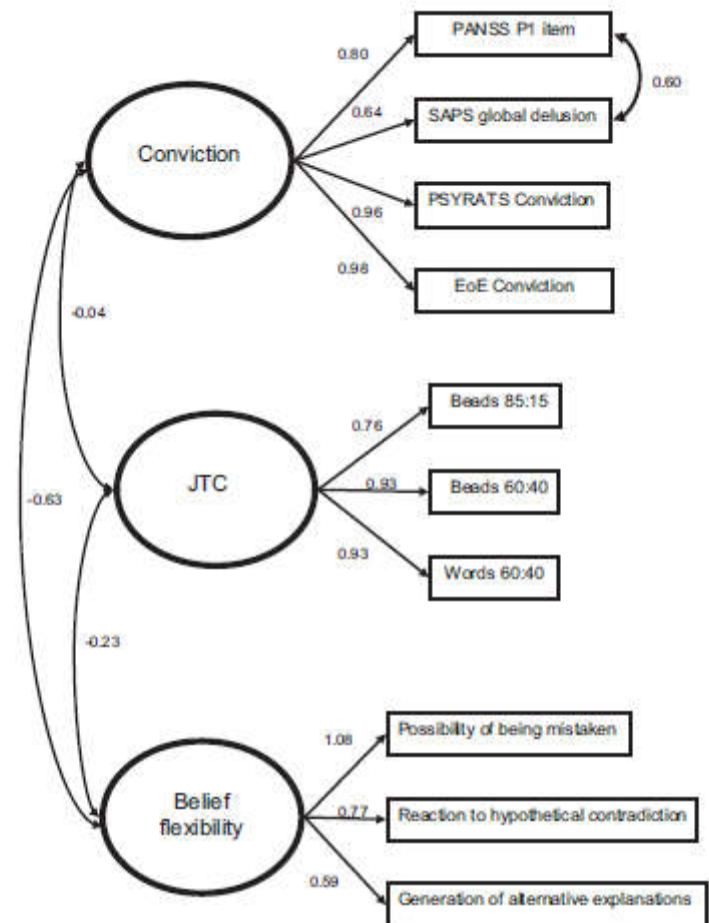 PANSS P1 item
0.80
0.60
0.64
SAPS global delusion
Conviction
PSYRATS Conviction
0.96
0.98
EoE Conviction
-0.04
Beads 85:15
0.76
JTC
0.93
Beads 60:40
-0.63
0.93
Words 60:40
-0.23
Possibility of being mistaken
1.08
Belief
flexibility
0.77
Reaction to hypothetical contradiction
0.59
Generation of alternative explanations